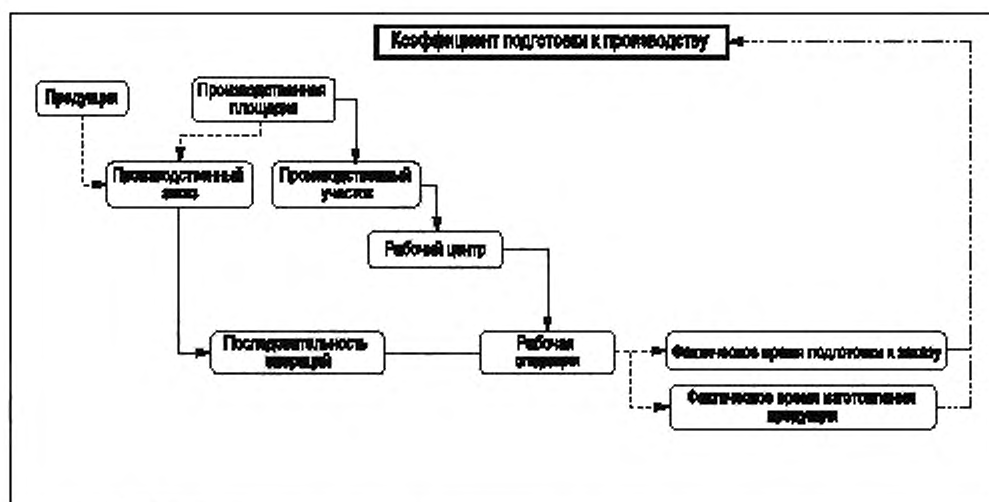 Коэффициент подготовки к производству
Продукция
Производственная
площадка
Производственный
заказ
Производственный
участок
Рабочий центр
Последовательность
операций
Рабочая
операция
Фактическое время подготовки к заказу
Фактическое время изготовления
продукции